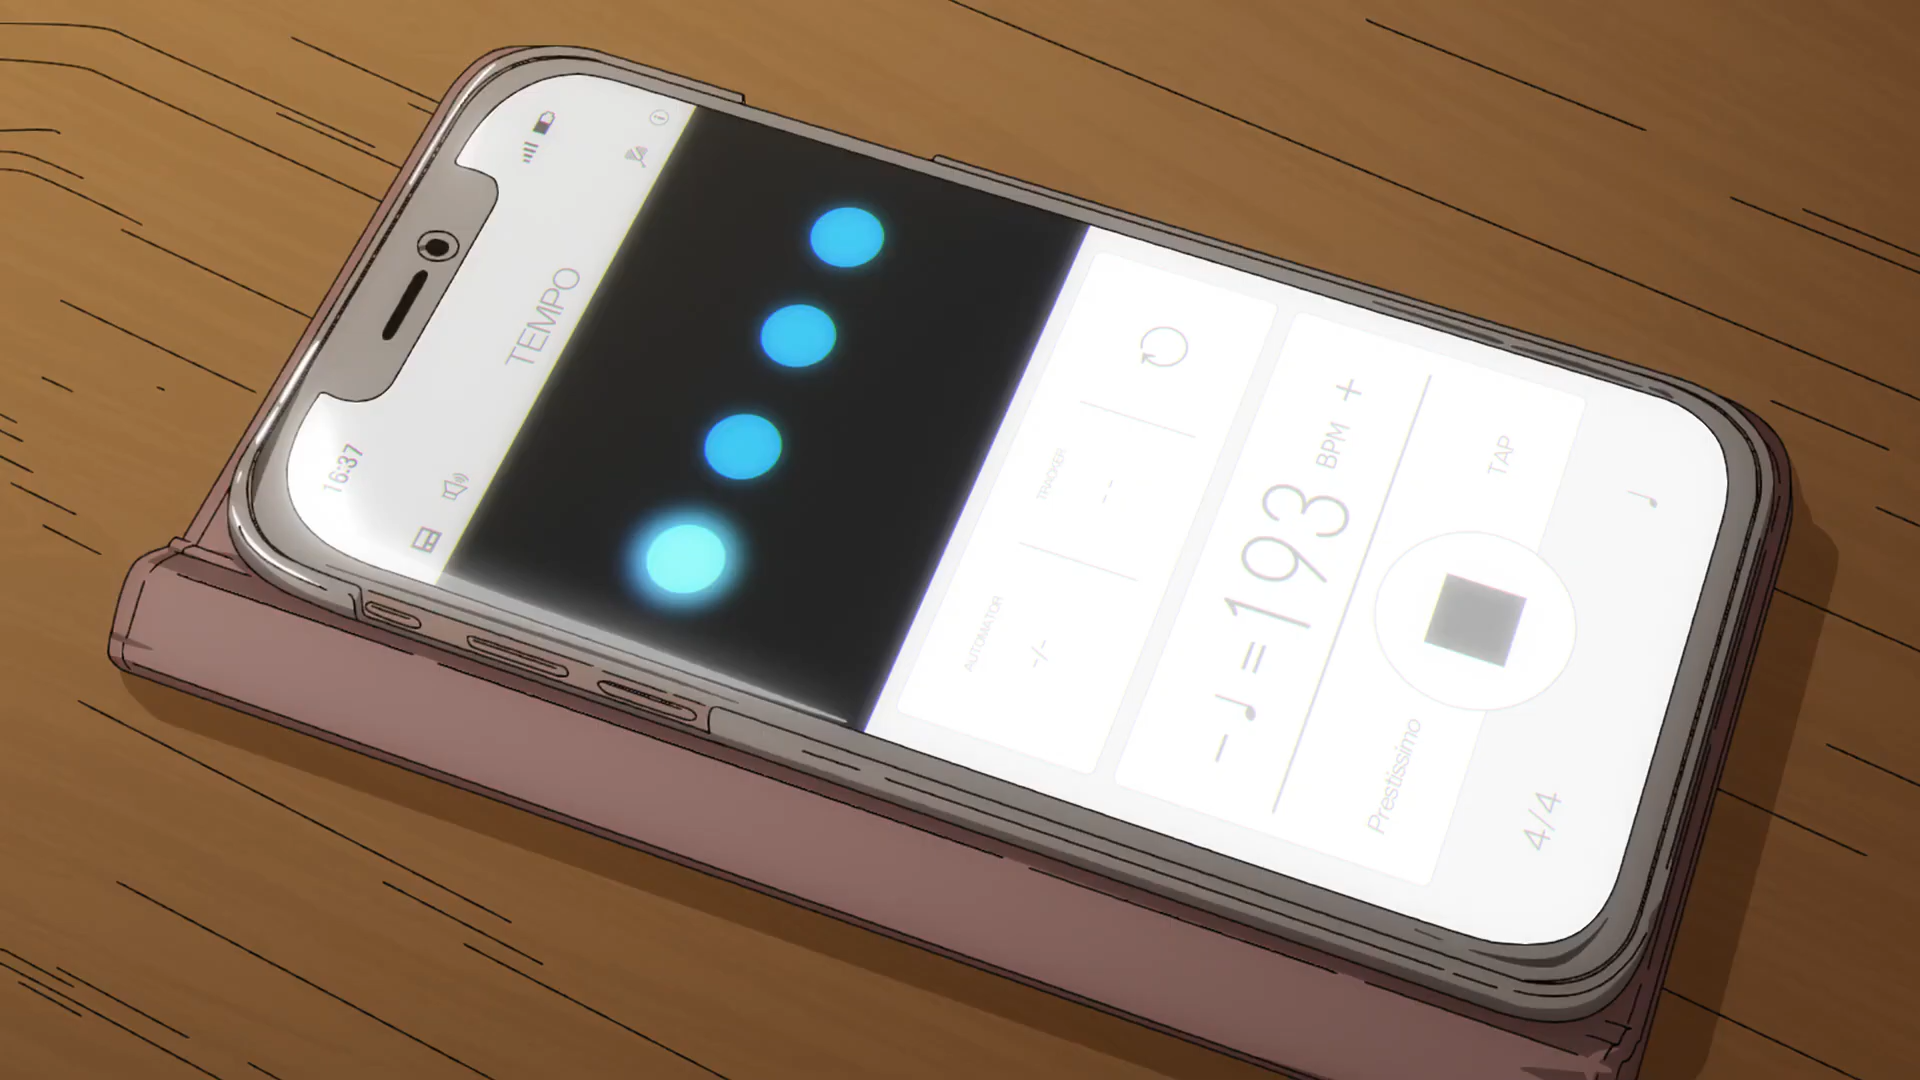 16:37
TEMPO
AUTOMATOR
-/-
TRACKER
--
- ♩ = 193 BPM +
Prestissimo
TAP
4/4
♩